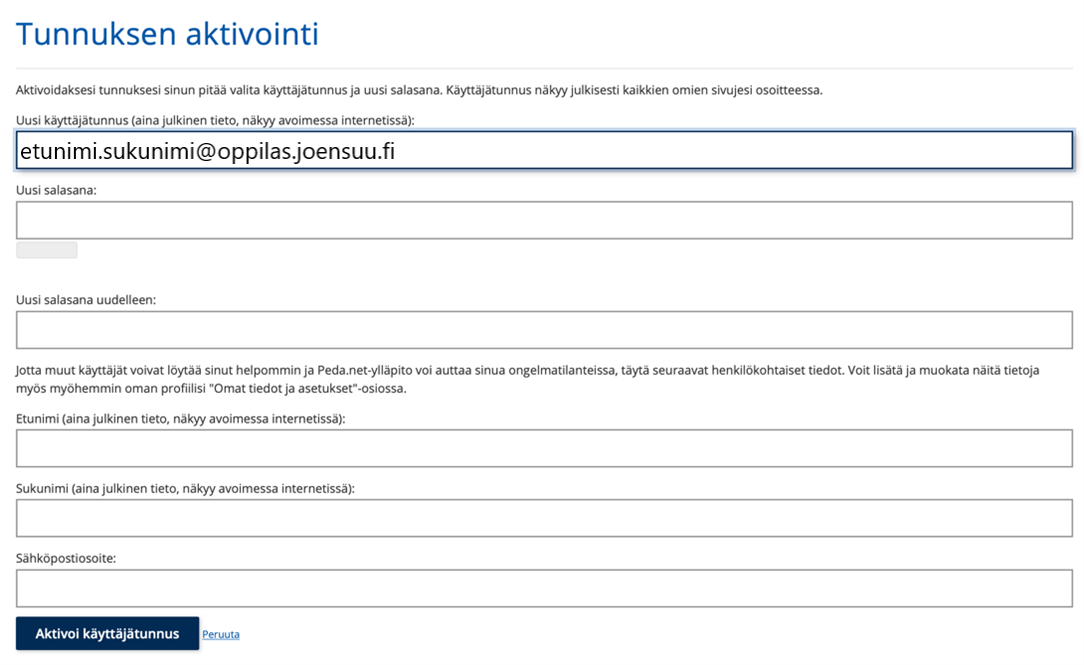 Tunnuksen aktivointi
Aktivoidaksesi tunnuksesi sinun pitää valita käyttäjätunnus ja uusi salasana. Käyttäjätunnus näkyy julkisesti kaikkien omien sivujesi osoitteessa.
Uusi käyttäjätunnus (aina julkinen tieto, näkyy avoimessa internetissä):
etunimi.sukunimi@oppilas.joensuu.fi
Uusi salasana:
Uusi salasana uudelleen:
Jotta muut käyttäjät voivat löytää sinut helpommin ja Peda.net-ylläpito voi auttaa sinua ongelmatilanteissa, täytä seuraavat henkilökohtaiset tiedot. Voit lisätä ja muokata näitä tietoja
myös myöhemmin oman profiilisi "Omat tiedot ja asetukset"-osiossa.
Etunimi (aina julkinen tieto, näkyy avoimessa internetissä):
Sukunimi (aina julkinen tieto, näkyy avoimessa internetissä):
Sähköpostiosoite:
Aktivoi käyttäjätunnus Peruuta